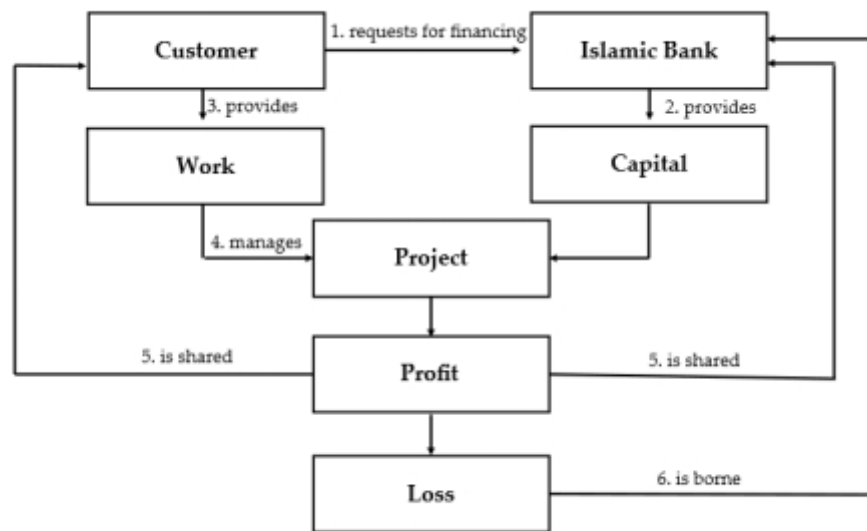 1. requests for financing
Customer
Islamic Bank
3. provides
2. provides
Work
Capital
4. manages
Project
5. is shared
Profit
5. is shared
Loss
6. is borne